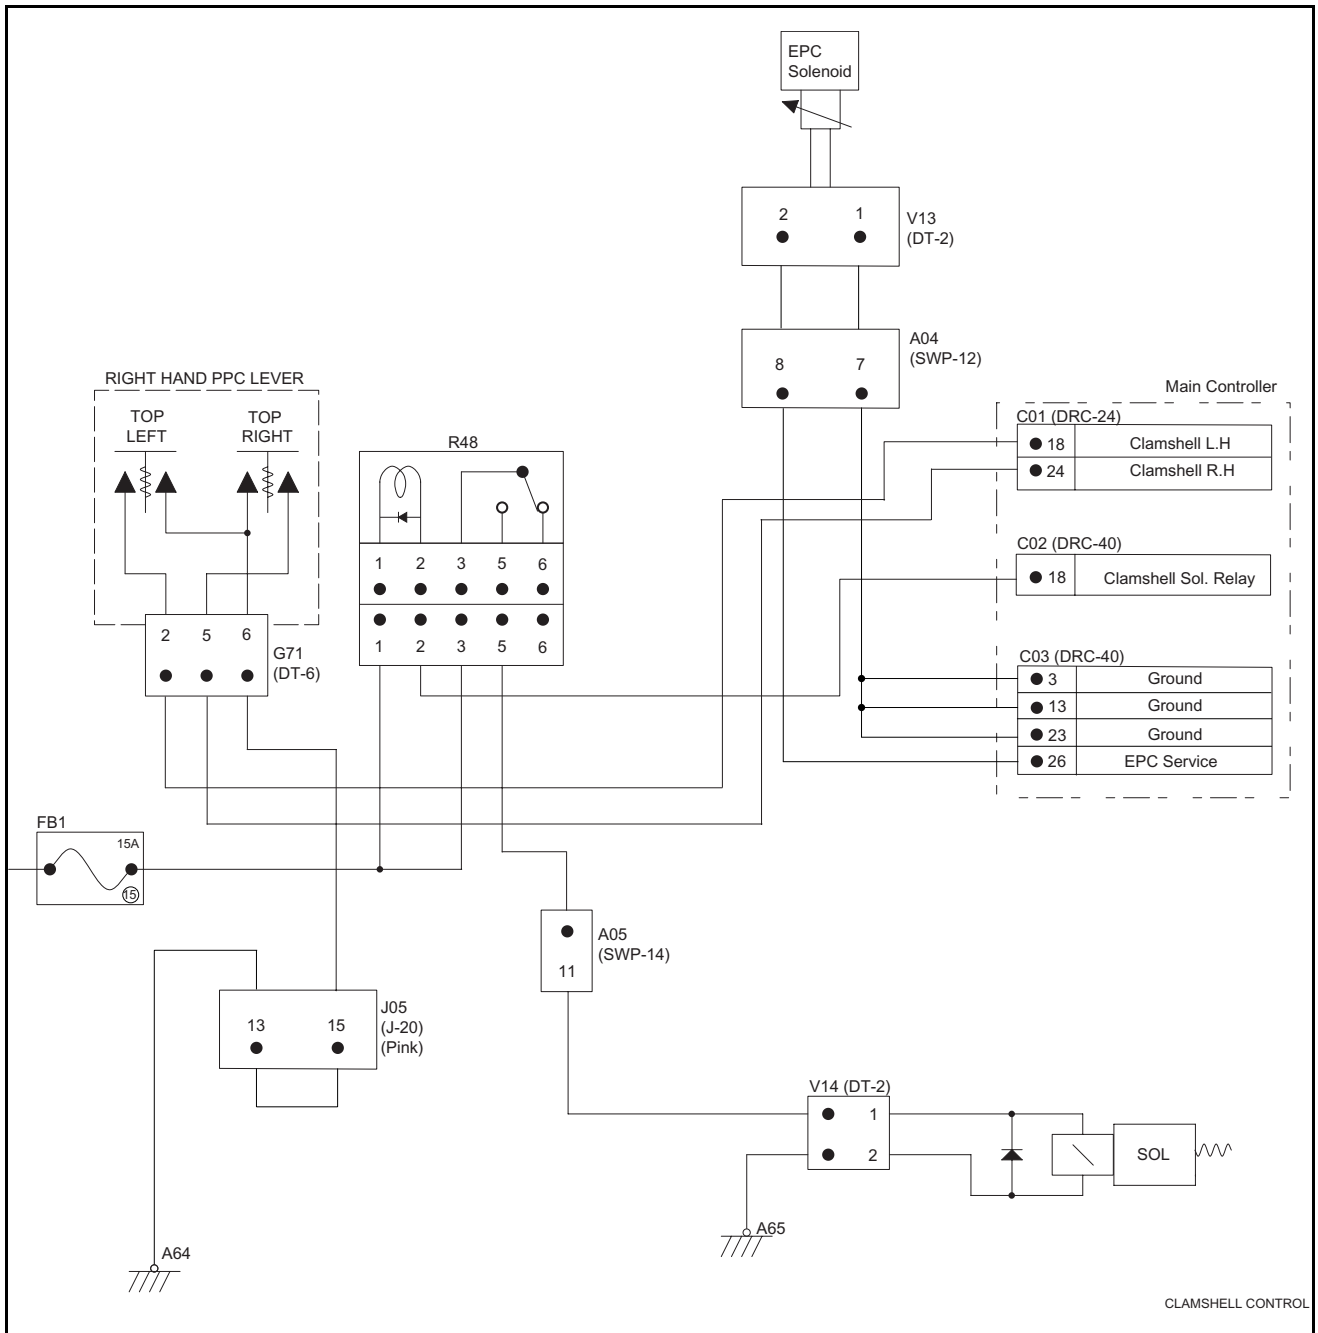 EPC
Solenoid
2 1
V13
(DT-2)
A04
(SWP-12)
8 7
RIGHT HAND PPC LEVER
TOP
LEFT
TOP
RIGHT
R48
1 2 3 5 6
1 2 3 5 6
2 5 6
G71
(DT-6)
Main Controller
C01 (DRC-24)
18 Clamshell L.H
24 Clamshell R.H
C02 (DRC-40)
18 Clamshell Sol. Relay
C03 (DRC-40)
3 Ground
13 Ground
23 Ground
26 EPC Service
FB1
15A
15
A05
(SWP-14)
11
J05
(J-20)
(Pink)
13 15
V14 (DT-2)
1
2
SOL
A65
A64
CLAMSHELL CONTROL